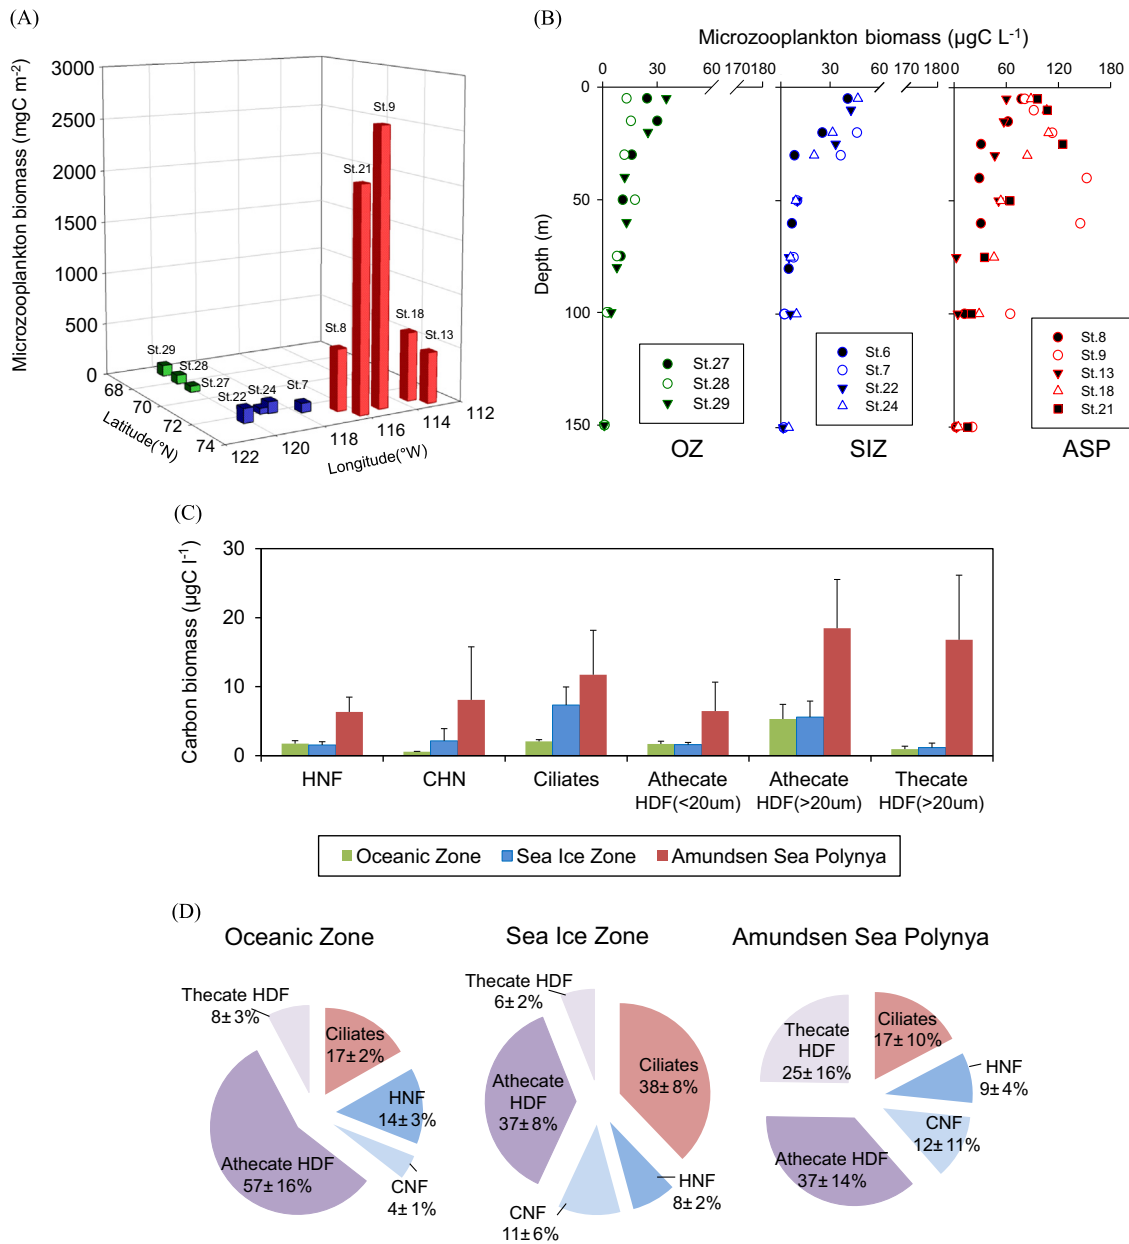 (A)
Microzooplankton biomass (mgC m-2)
3000
2500
2000
1500
1000
500
0
St.9
St.21
St.8
St.18
St.13
St.29
St.28
St.27
St.22
St.24
St.7
68
70
72
74
Latitude(°N)
122
120
118
116
114
112
Longitude(°W)
(B)
Microzooplankton biomass (µgC L-1)
0 30 60 170 180 30 60 170 180 0 60 120 180
Depth (m)
0
50
100
150
St.27
St.28
St.29
OZ
St.6
St.7
St.22
St.24
SIZ
St.8
St.9
St.13
St.18
St.21
ASP
(C)
Carbon biomass (µgC l-1)
30
20
10
0
HNF
CHN
Ciliates
Athecate
HDF(<20um)
Athecate
HDF(>20um)
Thecate
HDF(>20um)
Oceanic Zone Sea Ice Zone Amundsen Sea Polynya
(D)
Oceanic Zone
Thecate HDF
8± 3%
Ciliates
17± 2%
HNF
14± 3%
CNF
4± 1%
Athecate HDF
57± 16%
Sea Ice Zone
Thecate HDF
6± 2%
Ciliates
38± 8%
Athecate
HDF
37± 8%
HNF
8± 2%
CNF
11± 6%
Amundsen Sea Polynya
Thecate
HDF
25± 16%
Ciliates
17± 10%
HNF
9± 4%
CNF
12± 11%
Athecate HDF
37± 14%